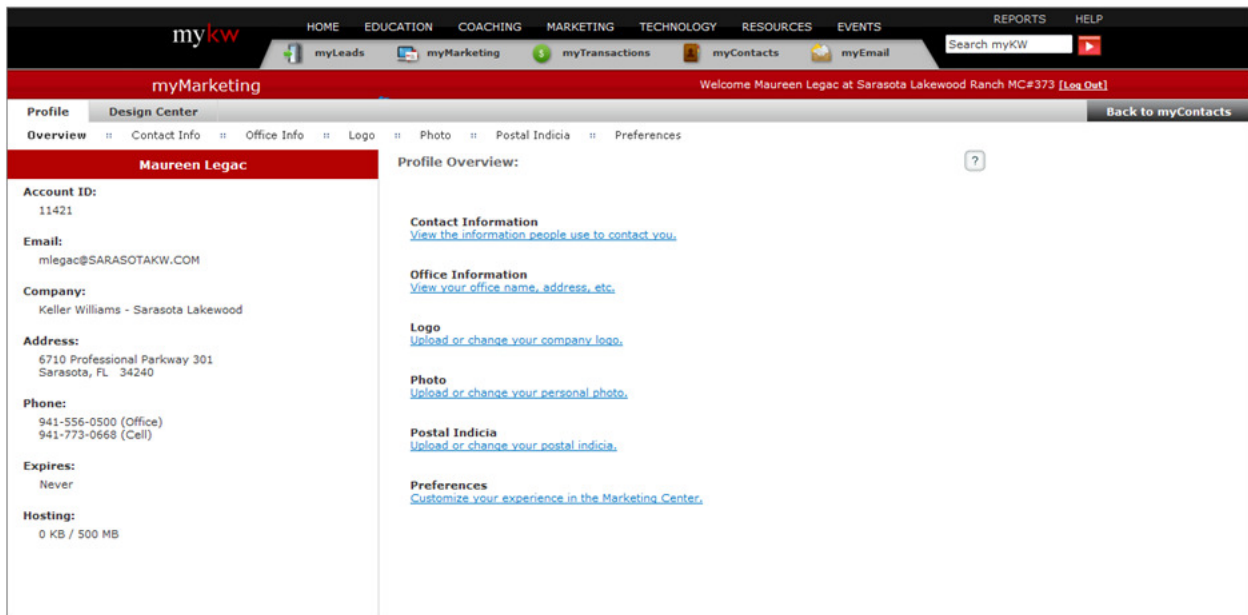 REPORTS HELP
mykw HOME EDUCATION COACHING MARKETING TECHNOLOGY RESOURCES EVENTS
myLeads myMarketing myTransactions myContacts myEmail Search myKW
myMarketing Welcome Maureen Legac at Sarasota Lakewood Ranch MC#373 [Log Out]
Profile Design Center Back to myContacts
Overview :: Contact Info :: Office Info :: Logo :: Photo :: Postal Indicia :: Preferences
Maureen Legac
Account ID:
11421
Email:
mlegac@SARASOTAKW.COM
Company:
Keller Williams - Sarasota Lakewood
Address:
6710 Professional Parkway 301
Sarasota, FL 34240
Phone:
941-556-0500 (Office)
941-773-0668 (Cell)
Expires:
Never
Hosting:
0 KB / 500 MB
Profile Overview: ?
Contact Information
View the information people use to contact you.
Office Information
View your office name, address, etc.
Logo
Upload or change your company logo.
Photo
Upload or change your personal photo.
Postal Indicia
Upload or change your postal indicia.
Preferences
Customize your experience in the Marketing Center.